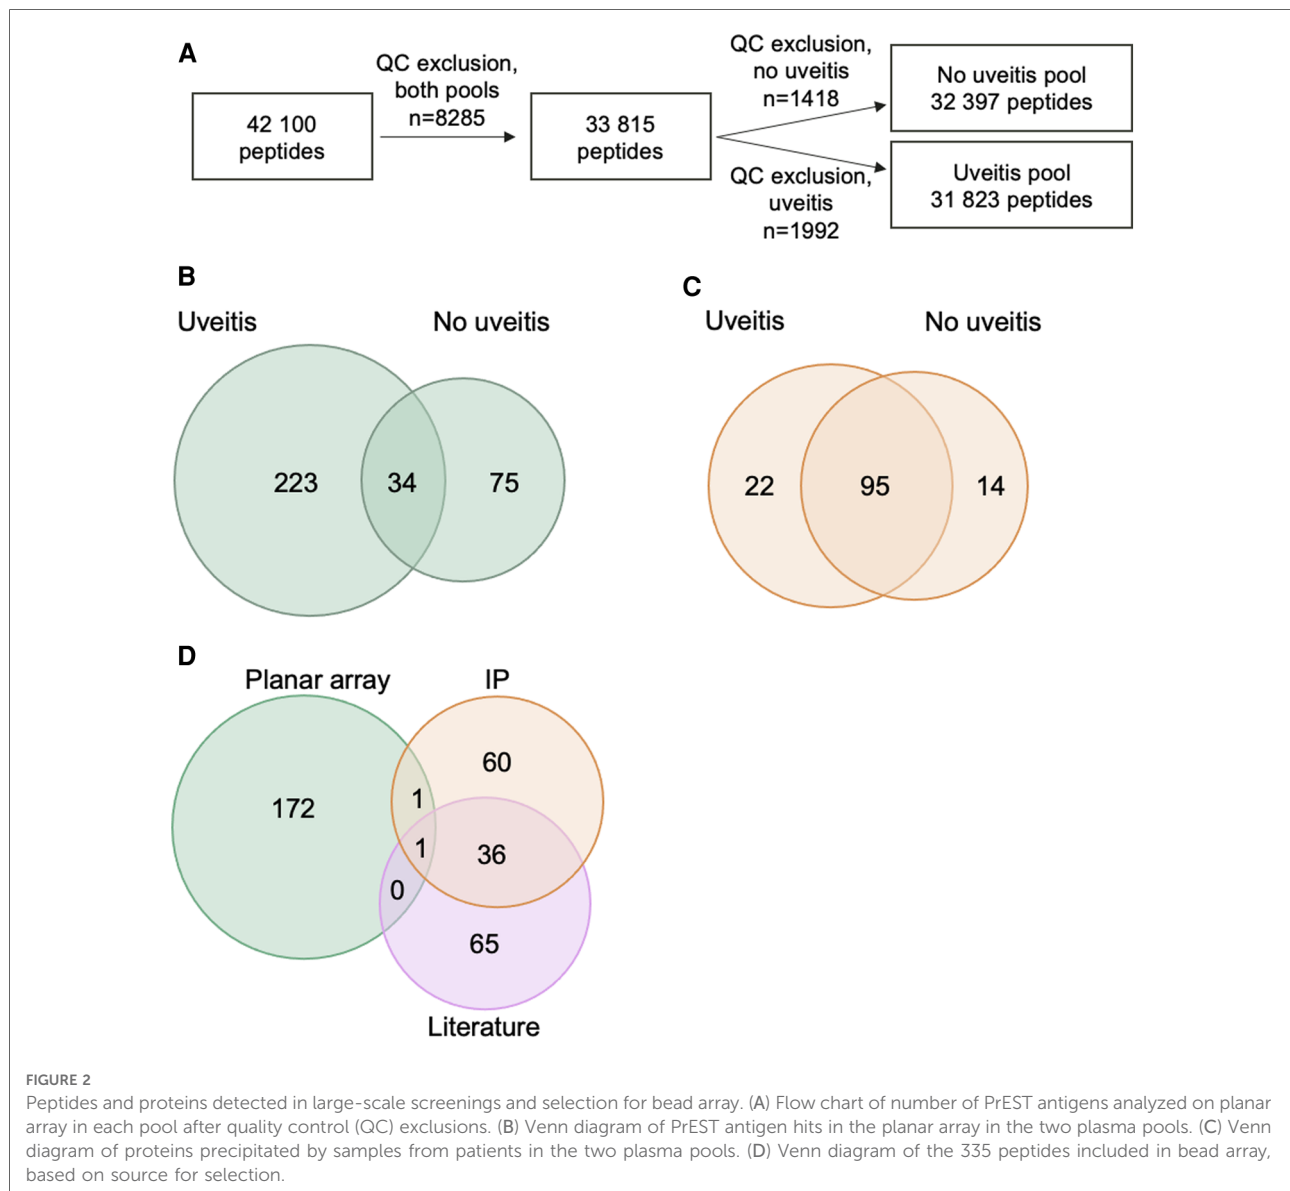 A
42 100
peptides
QC exclusion,
both pools
n=8285
33 815
peptides
QC exclusion,
no uveitis
n=1418
QC exclusion,
uveitis
n=1992
No uveitis pool
32 397 peptides
Uveitis pool
31 823 peptides
B
Uveitis
No uveitis
223
34
75
C
Uveitis
No uveitis
22
95
14
D
Planar array
IP
172
1
60
1
36
0
65
Literature
FIGURE 2
Peptides and proteins detected in large-scale screenings and selection for bead array. (A) Flow chart of number of PrEST antigens analyzed on planar
array in each pool after quality control (QC) exclusions. (B) Venn diagram of PrEST antigen hits in the planar array in the two plasma pools. (C) Venn
diagram of proteins precipitated by samples from patients in the two plasma pools. (D) Venn diagram of the 335 peptides included in bead array,
based on source for selection.